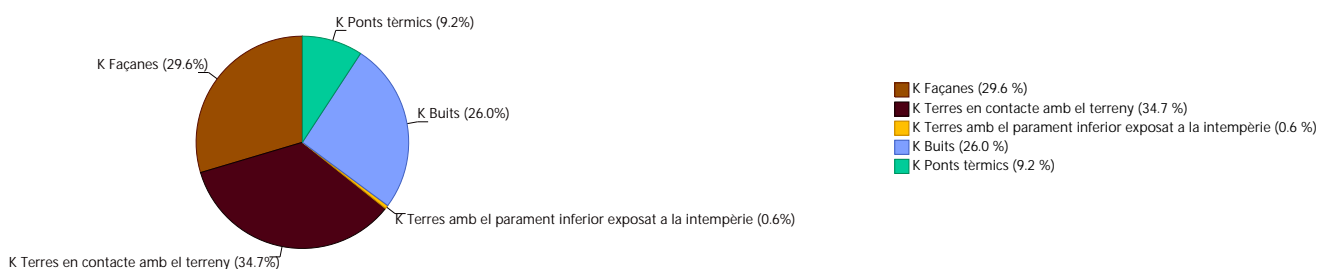 K Ponts tèrmics (9.2%)
K Façanes (29.6%)
K Buits (26.0%)
K Terres amb el parament inferior exposat a la intempèrie (0.6%)
K Terres en contacte amb el terreny (34.7%)
K Façanes (29.6 %)
K Terres en contacte amb el terreny (34.7 %)
K Terres amb el parament inferior exposat a la intempèrie (0.6 %)
K Buits (26.0 %)
K Ponts tèrmics (9.2 %)